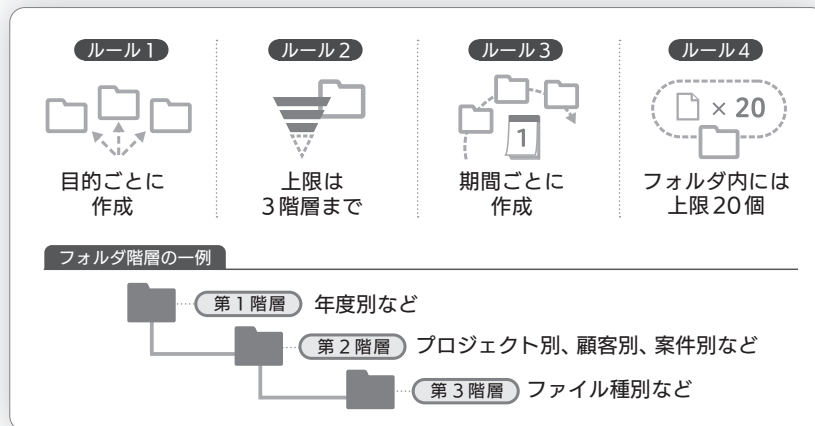 ルール1
ルール2
ルール3
ルール4
1
× 20
目的ごとに
作成
上限は
3階層まで
期間ごとに
作成
フォルダ内には
上限20個
フォルダ階層の一例
第1階層 年度別など
第2階層 プロジェクト別、顧客別、案件別など
第3階層 ファイル種別など